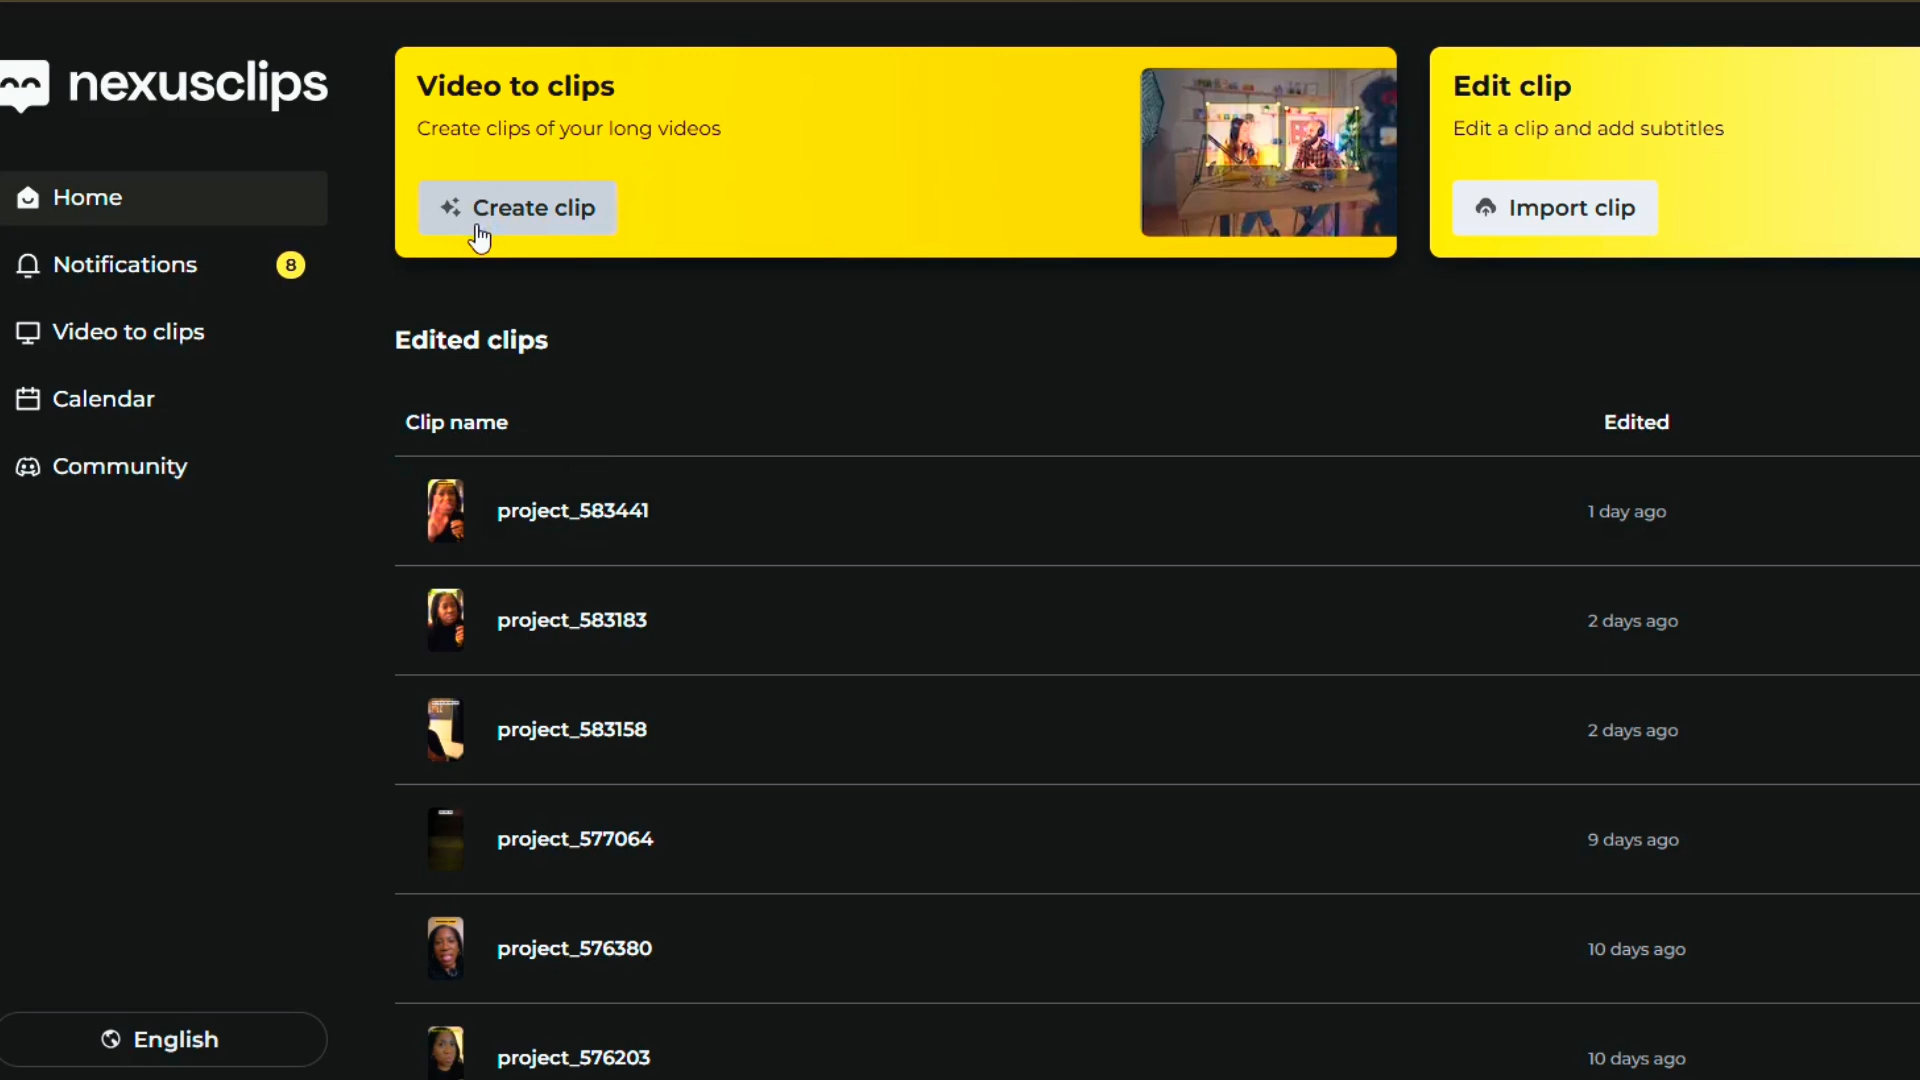 nexusclips
Home
Notifications
8
Video to clips
Calendar
Community
English
Video to clips
Create clips of your long videos
Create clip
Edit clip
Edit a clip and add subtitles
Import clip
Edited clips
Clip name
Edited
project_583441
1 day ago
project_583183
2 days ago
project_583158
2 days ago
project_577064
9 days ago
project_576380
10 days ago
project_576203
10 days ago